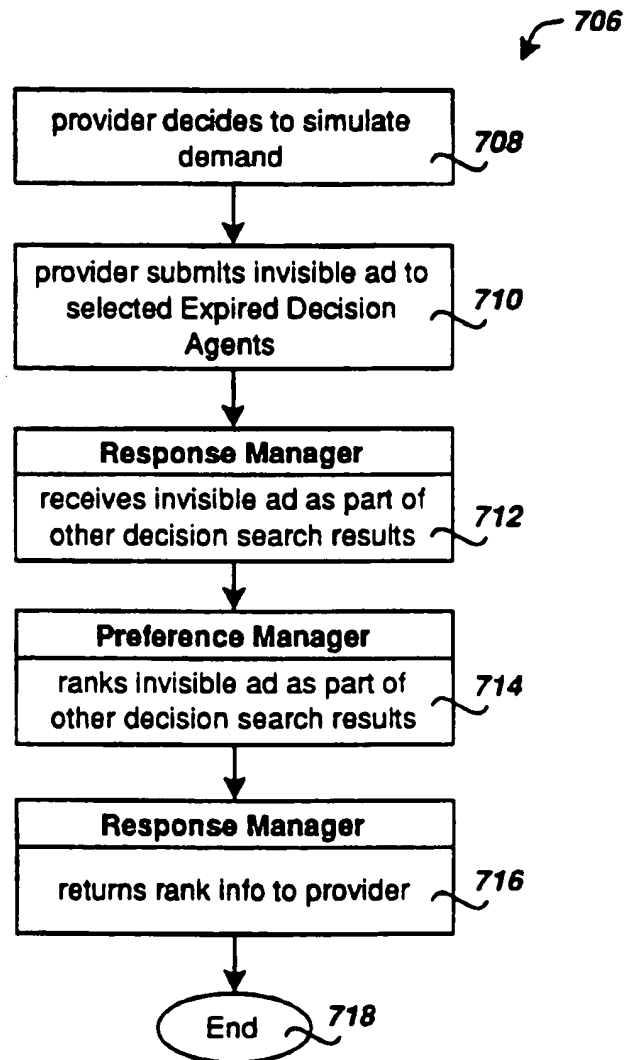 706
provider decides to simulate
demand
708
provider submits invisible ad to
selected Expired Decision
Agents
710
Response Manager
receives invisible ad as part of
other decision search results
712
Preference Manager
ranks invisible ad as part of
other decision search results
714
Response Manager
returns rank info to provider
716
End
718